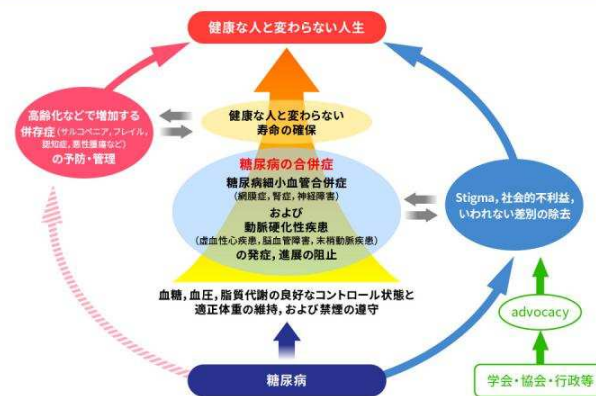 健康な人と変わらない人生
高齢化などで増加する
併存症(サルコペニア,フレイル,
認知症,悪性腫瘍など)
の予防・管理
健康な人と変わらない
寿命の確保
糖尿病の合併症
糖尿病細小血管合併症
(網膜症,腎症,神経障害)
および
動脈硬化性疾患
(虚血性心疾患,脳血管障害,末梢動脈疾患)
の発症,進展の阻止
Stigma,社会的不利益,
いわれない差別の除去
血糖,血圧,脂質代謝の良好なコントロール状態と
適正体重の維持,および禁煙の遵守
advocacy
糖尿病
学会・協会・行政等